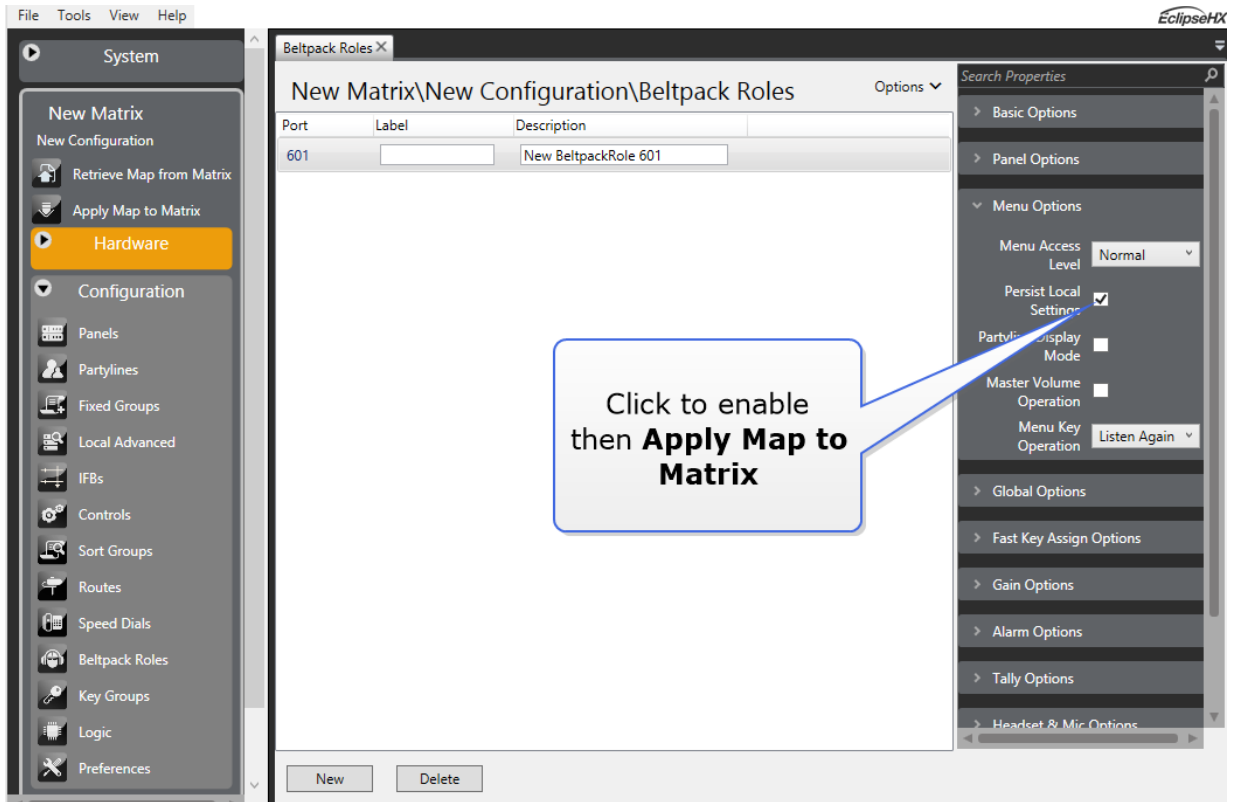 File Tools View Help
EclipseHX
System
New Matrix
New Configuration
Retrieve Map from Matrix
Apply Map to Matrix
Hardware
Configuration
Panels
Partylines
Fixed Groups
Local Advanced
IFBs
Controls
Sort Groups
Routes
Speed Dials
Beltpack Roles
Key Groups
Logic
Preferences
Beltpack Roles
New Matrix\New Configuration\Beltpack Roles
Options
Port Label Description
601 New BeltpackRole 601
Click to enable
then Apply Map to
Matrix
New Delete
Search Properties
Basic Options
Panel Options
Menu Options
Menu Access
Level
Normal
Persist Local
Settings
Partyline Display
Mode
Master Volume
Operation
Menu Key
Operation
Listen Again
Global Options
Fast Key Assign Options
Gain Options
Alarm Options
Tally Options
Headset & Mic Options